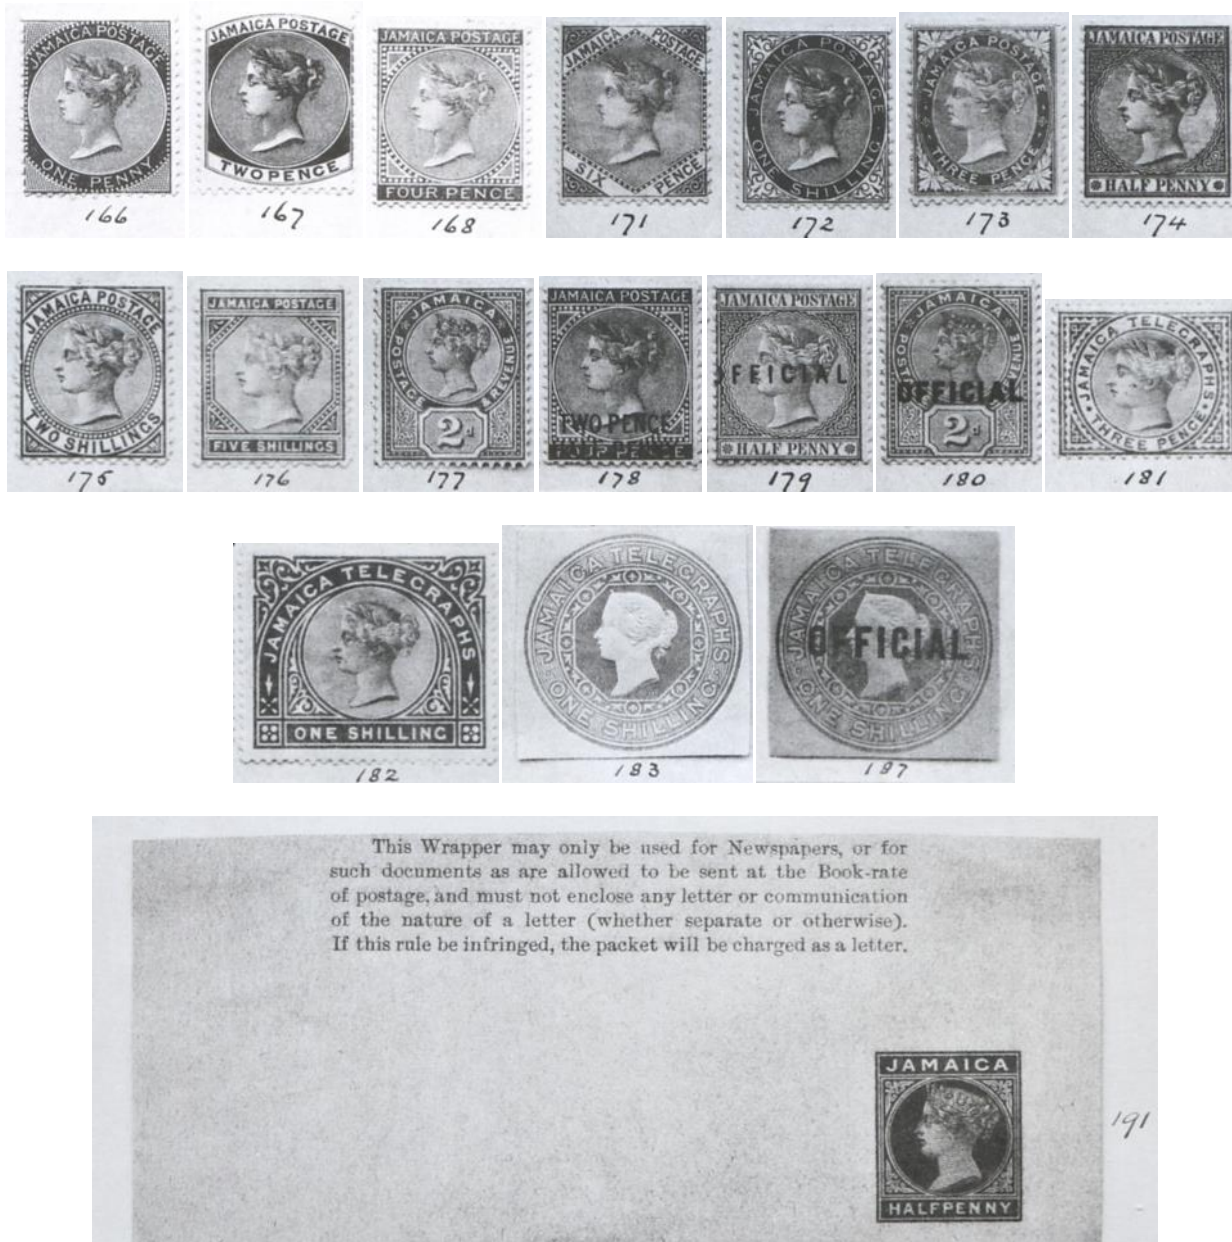 JAMAICA POSTAGE
ONE PENNY
166
JAMAICA POSTAGE
TWO PENCE
167
JAMAICA POSTAGE
FOUR PENCE
168
JAMAICA POSTAGE
SIX PENCE
171
JAMAICA POSTAGE
ONE SHILLING
172
JAMAICA POSTAGE
THREE PENCE
173
JAMAICA POSTAGE
HALF PENNY
174
JAMAICA POSTAGE
TWO SHILLINGS
175
JAMAICA POSTAGE
FIVE SHILLINGS
176
JAMAICA
POSTAGE & REVENUE
2d
177
JAMAICA POSTAGE
TWO PENCE
FOUR PENCE
178
JAMAICA POSTAGE
OFFICIAL
HALF PENNY
179
JAMAICA
POSTAGE REVENUE
OFFICIAL
2d
180
JAMAICA TELEGRAPHS
THREE PENCE
181
JAMAICA TELEGRAPHS
ONE SHILLING
182
JAMAICA TELEGRAPHS
ONE SHILLING
183
JAMAICA TELEGRAPHS
OFFICIAL
ONE SHILLING
187
This Wrapper may only be used for Newspapers, or for
such documents as are allowed to be sent at the Book-rate
of postage, and must not enclose any letter or communication
of the nature of a letter (whether separate or otherwise).
If this rule be infringed, the packet will be charged as a letter.
JAMAICA
HALFPENNY
191